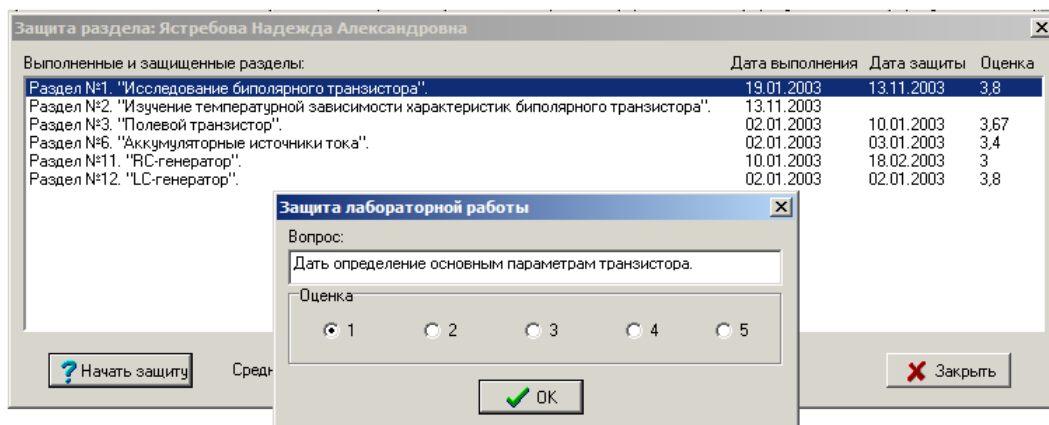 Защита раздела: Ястребова Надежда Александровна
Выполненные и защищенные разделы: Дата выполнения Дата защиты Оценка
Раздел №1. "Исследование биполярного транзистора". 19.01.2003 13.11.2003 3,8
Раздел №2. "Изучение температурной зависимости характеристик биполярного транзистора". 13.11.2003
Раздел №3. "Полевой транзистор". 02.01.2003 10.01.2003 3,67
Раздел №6. "Аккумуляторные источники тока". 02.01.2003 03.01.2003 3,4
Раздел №11. "RC-генератор". 10.01.2003 18.02.2003 3
Раздел №12. "LC-генератор". 02.01.2003 02.01.2003 3,8
Защита лабораторной работы
Вопрос:
Дать определение основным параметрам транзистора.
Оценка
1 2 3 4 5
Начать защиту Закрыть
OK